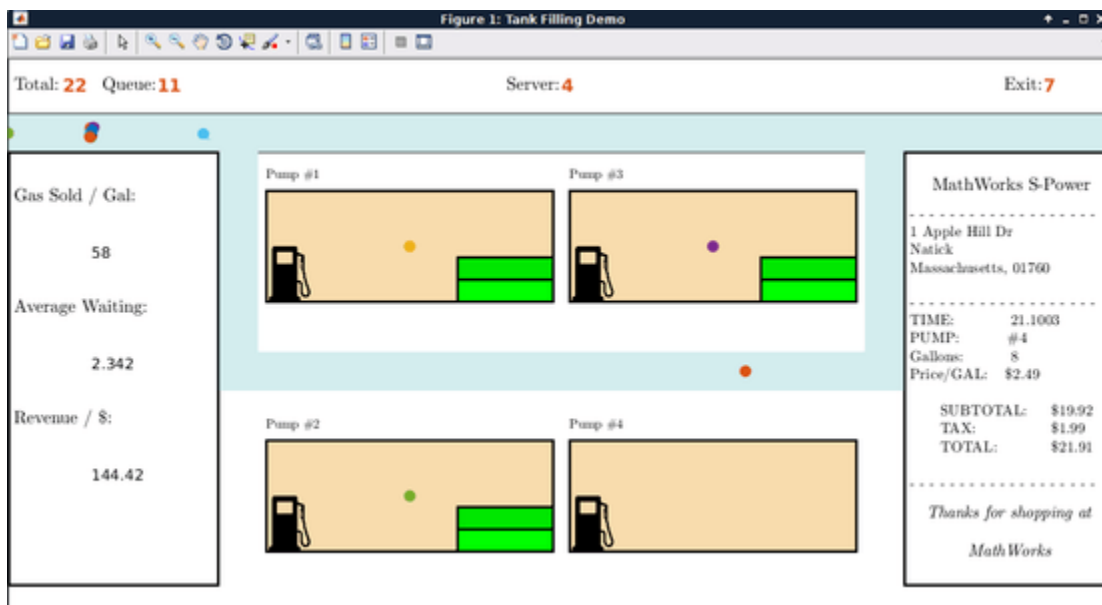 Figure 1: Tank Filling Demo
Total: 22 Queue: 11 Server: 4 Exit: 7
Gas Sold / Gal:
58
Average Waiting:
2.342
Revenue / $:
144.42
Pump #1
Pump #3
Pump #2
Pump #4
MathWorks S-Power
- - - - - - - - - - - - - - - - - - -
1 Apple Hill Dr
Natick
Massachusetts, 01760
- - - - - - - - - - - - - - - - - - -
TIME: 21.1003
PUMP: #4
Gallons: 8
Price/GAL: $2.49
SUBTOTAL: $19.92
TAX: $1.99
TOTAL: $21.91
- - - - - - - - - - - - - - - - - - -
Thanks for shopping at
MathWorks